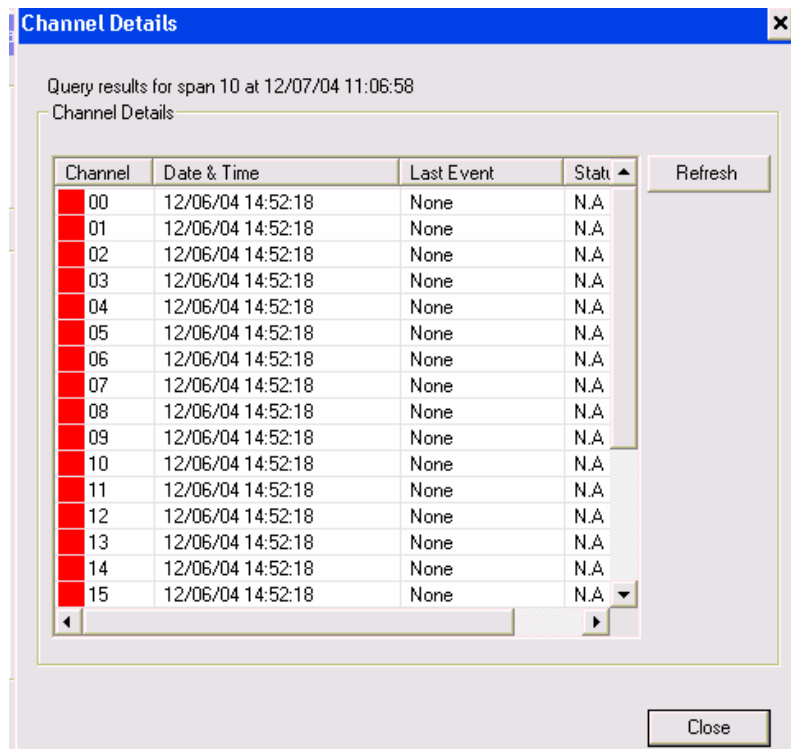 Channel Details
Query results for span 10 at 12/07/04 11:06:58
Channel Details
Channel Date & Time Last Event Statu Refresh
00 12/06/04 14:52:18 None N.A
01 12/06/04 14:52:18 None N.A
02 12/06/04 14:52:18 None N.A
03 12/06/04 14:52:18 None N.A
04 12/06/04 14:52:18 None N.A
05 12/06/04 14:52:18 None N.A
06 12/06/04 14:52:18 None N.A
07 12/06/04 14:52:18 None N.A
08 12/06/04 14:52:18 None N.A
09 12/06/04 14:52:18 None N.A
10 12/06/04 14:52:18 None N.A
11 12/06/04 14:52:18 None N.A
12 12/06/04 14:52:18 None N.A
13 12/06/04 14:52:18 None N.A
14 12/06/04 14:52:18 None N.A
15 12/06/04 14:52:18 None N.A
Close